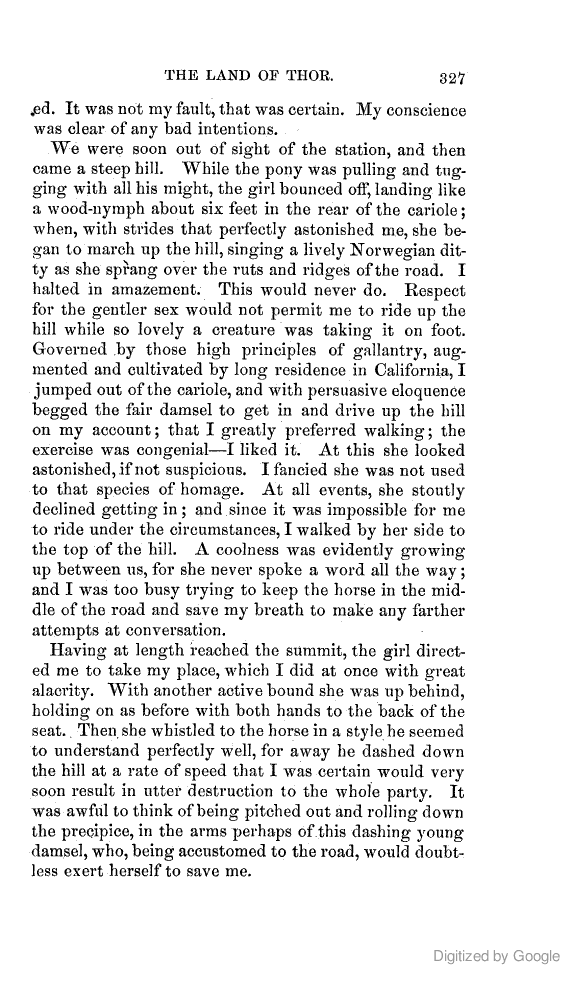 THE LAND OF THOR. 327
ed. It was not my fault, that was certain. My conscience
was clear of any bad intentions.
We were soon out of sight of the station, and then
came a steep hill. While the pony was pulling and tug-
ging with all his might, the girl bounced off, landing like
a wood-nymph about six feet in the rear of the cariole;
when, with strides that perfectly astonished me, she be-
gan to march up the hill, singing a lively Norwegian dit-
ty as she sprang over the ruts and ridges of the road. I
halted in amazement. This would never do. Respect
for the gentler sex would not permit me to ride up the
hill while so lovely a creature was taking it on foot.
Governed by those high principles of gallantry, aug-
mented and cultivated by long residence in California, I
jumped out of the cariole, and with persuasive eloquence
begged the fair damsel to get in and drive up the hill
on my account; that I greatly preferred walking; the
exercise was congenial—I liked it. At this she looked
astonished, if not suspicious. I fancied she was not used
to that species of homage. At all events, she stoutly
declined getting in; and since it was impossible for me
to ride under the circumstances, I walked by her side to
the top of the hill. A coolness was evidently growing
up between us, for she never spoke a word all the way;
and I was too busy trying to keep the horse in the mid-
dle of the road and save my breath to make any farther
attempts at conversation.
Having at length reached the summit, the girl direct-
ed me to take my place, which I did at once with great
alacrity. With another active bound she was up behind,
holding on as before with both hands to the back of the
seat. Then she whistled to the horse in a style he seemed
to understand perfectly well, for away he dashed down
the hill at a rate of speed that I was certain would very
soon result in utter destruction to the whole party. It
was awful to think of being pitched out and rolling down
the precipice, in the arms perhaps of this dashing young
damsel, who, being accustomed to the road, would doubt-
less exert herself to save me.
Digitized by Google